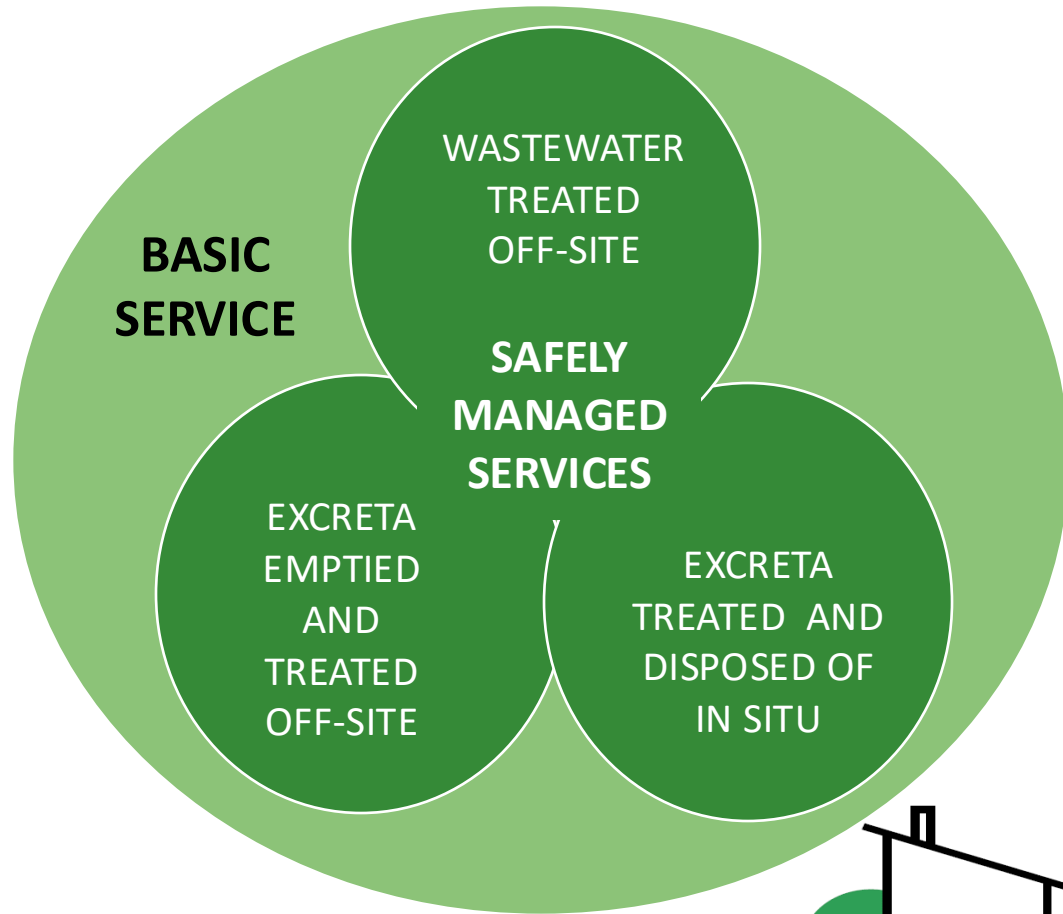 WASTEWATER
TREATED
OFF-SITE
BASIC
SERVICE
SAFELY
MANAGED
SERVICES
EXCRETA
EMPTIED
AND
TREATED
OFF-SITE
EXCRETA
TREATED AND
DISPOSED OF
IN SITU